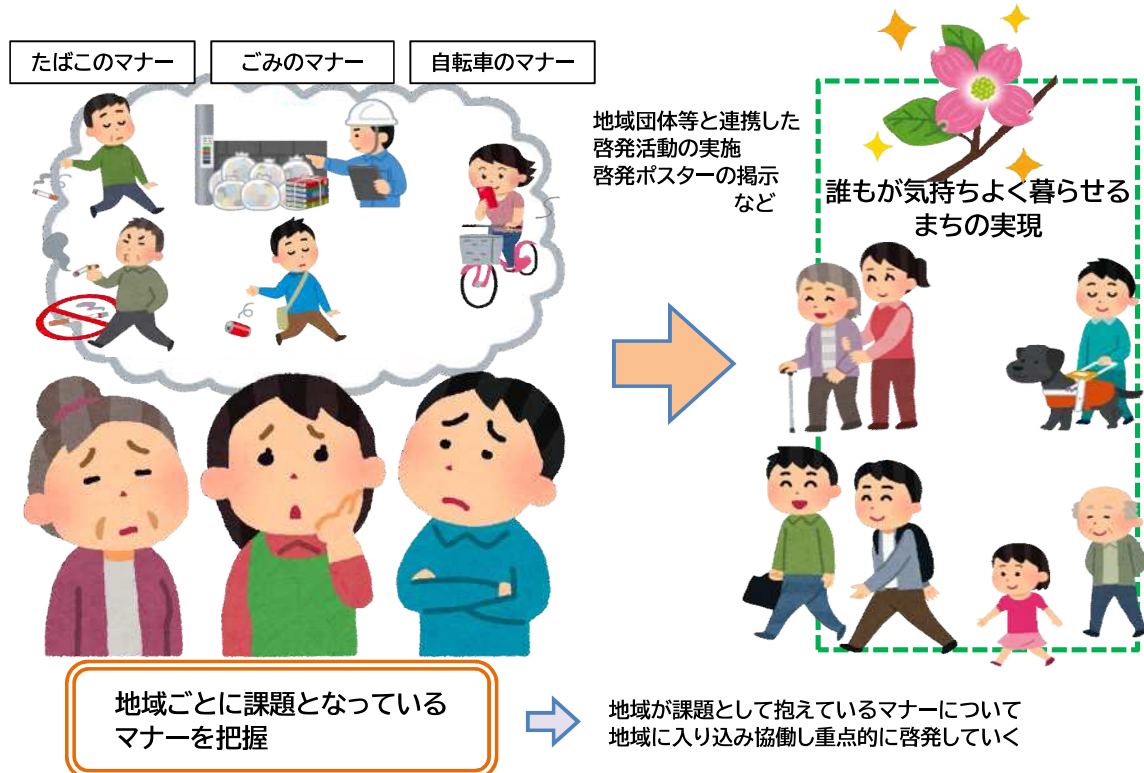 たばこのマナー
ごみのマナー
自転車のマナー
地域団体等と連携した
啓発活動の実施
啓発ポスターの掲示
など
誰もが気持ちよく暮らせる
まちの実現
地域ごとに課題となっている
マナーを把握
地域が課題として抱えているマナーについて
地域に入り込み協働し重点的に啓発していく